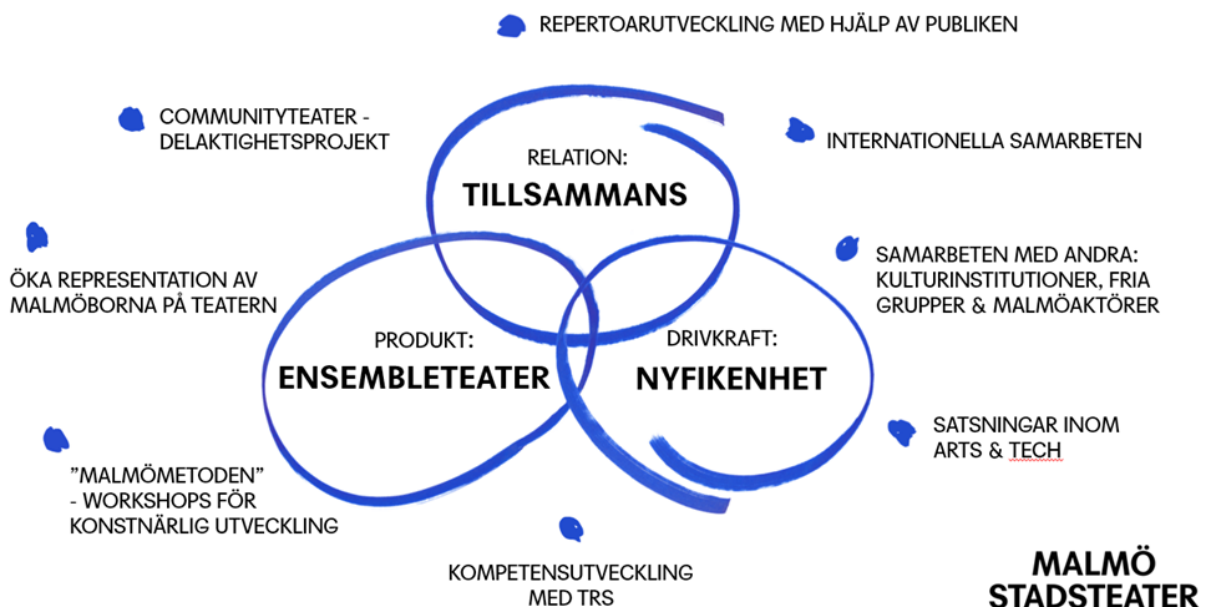 REPERTOARUTVECKLING MED HJÄLP AV PUBLIKEN
COMMUNITYTEATER -
DELAKTIGHETSPROJEKT
INTERNATIONELLA SAMARBETEN
RELATION:
TILLSAMMANS
ÖKA REPRESENTATION AV
MALMÖBORNA PÅ TEATERN
SAMARBETEN MED ANDRA:
KULTURINSTITUTIONER, FRIA
GRUPPER & MALMÖAKTÖRER
PRODUKT:
ENSEMBLETEATER
DRIVKRAFT:
NYFIKENHET
SATSNINGAR INOM
ARTS & TECH
”MALMÖMETODEN”
- WORKSHOPS FÖR
KONSTNÄRLIG UTVECKLING
KOMPETENSUTVECKLING
MED TRS
MALMÖ
STADSTEATER